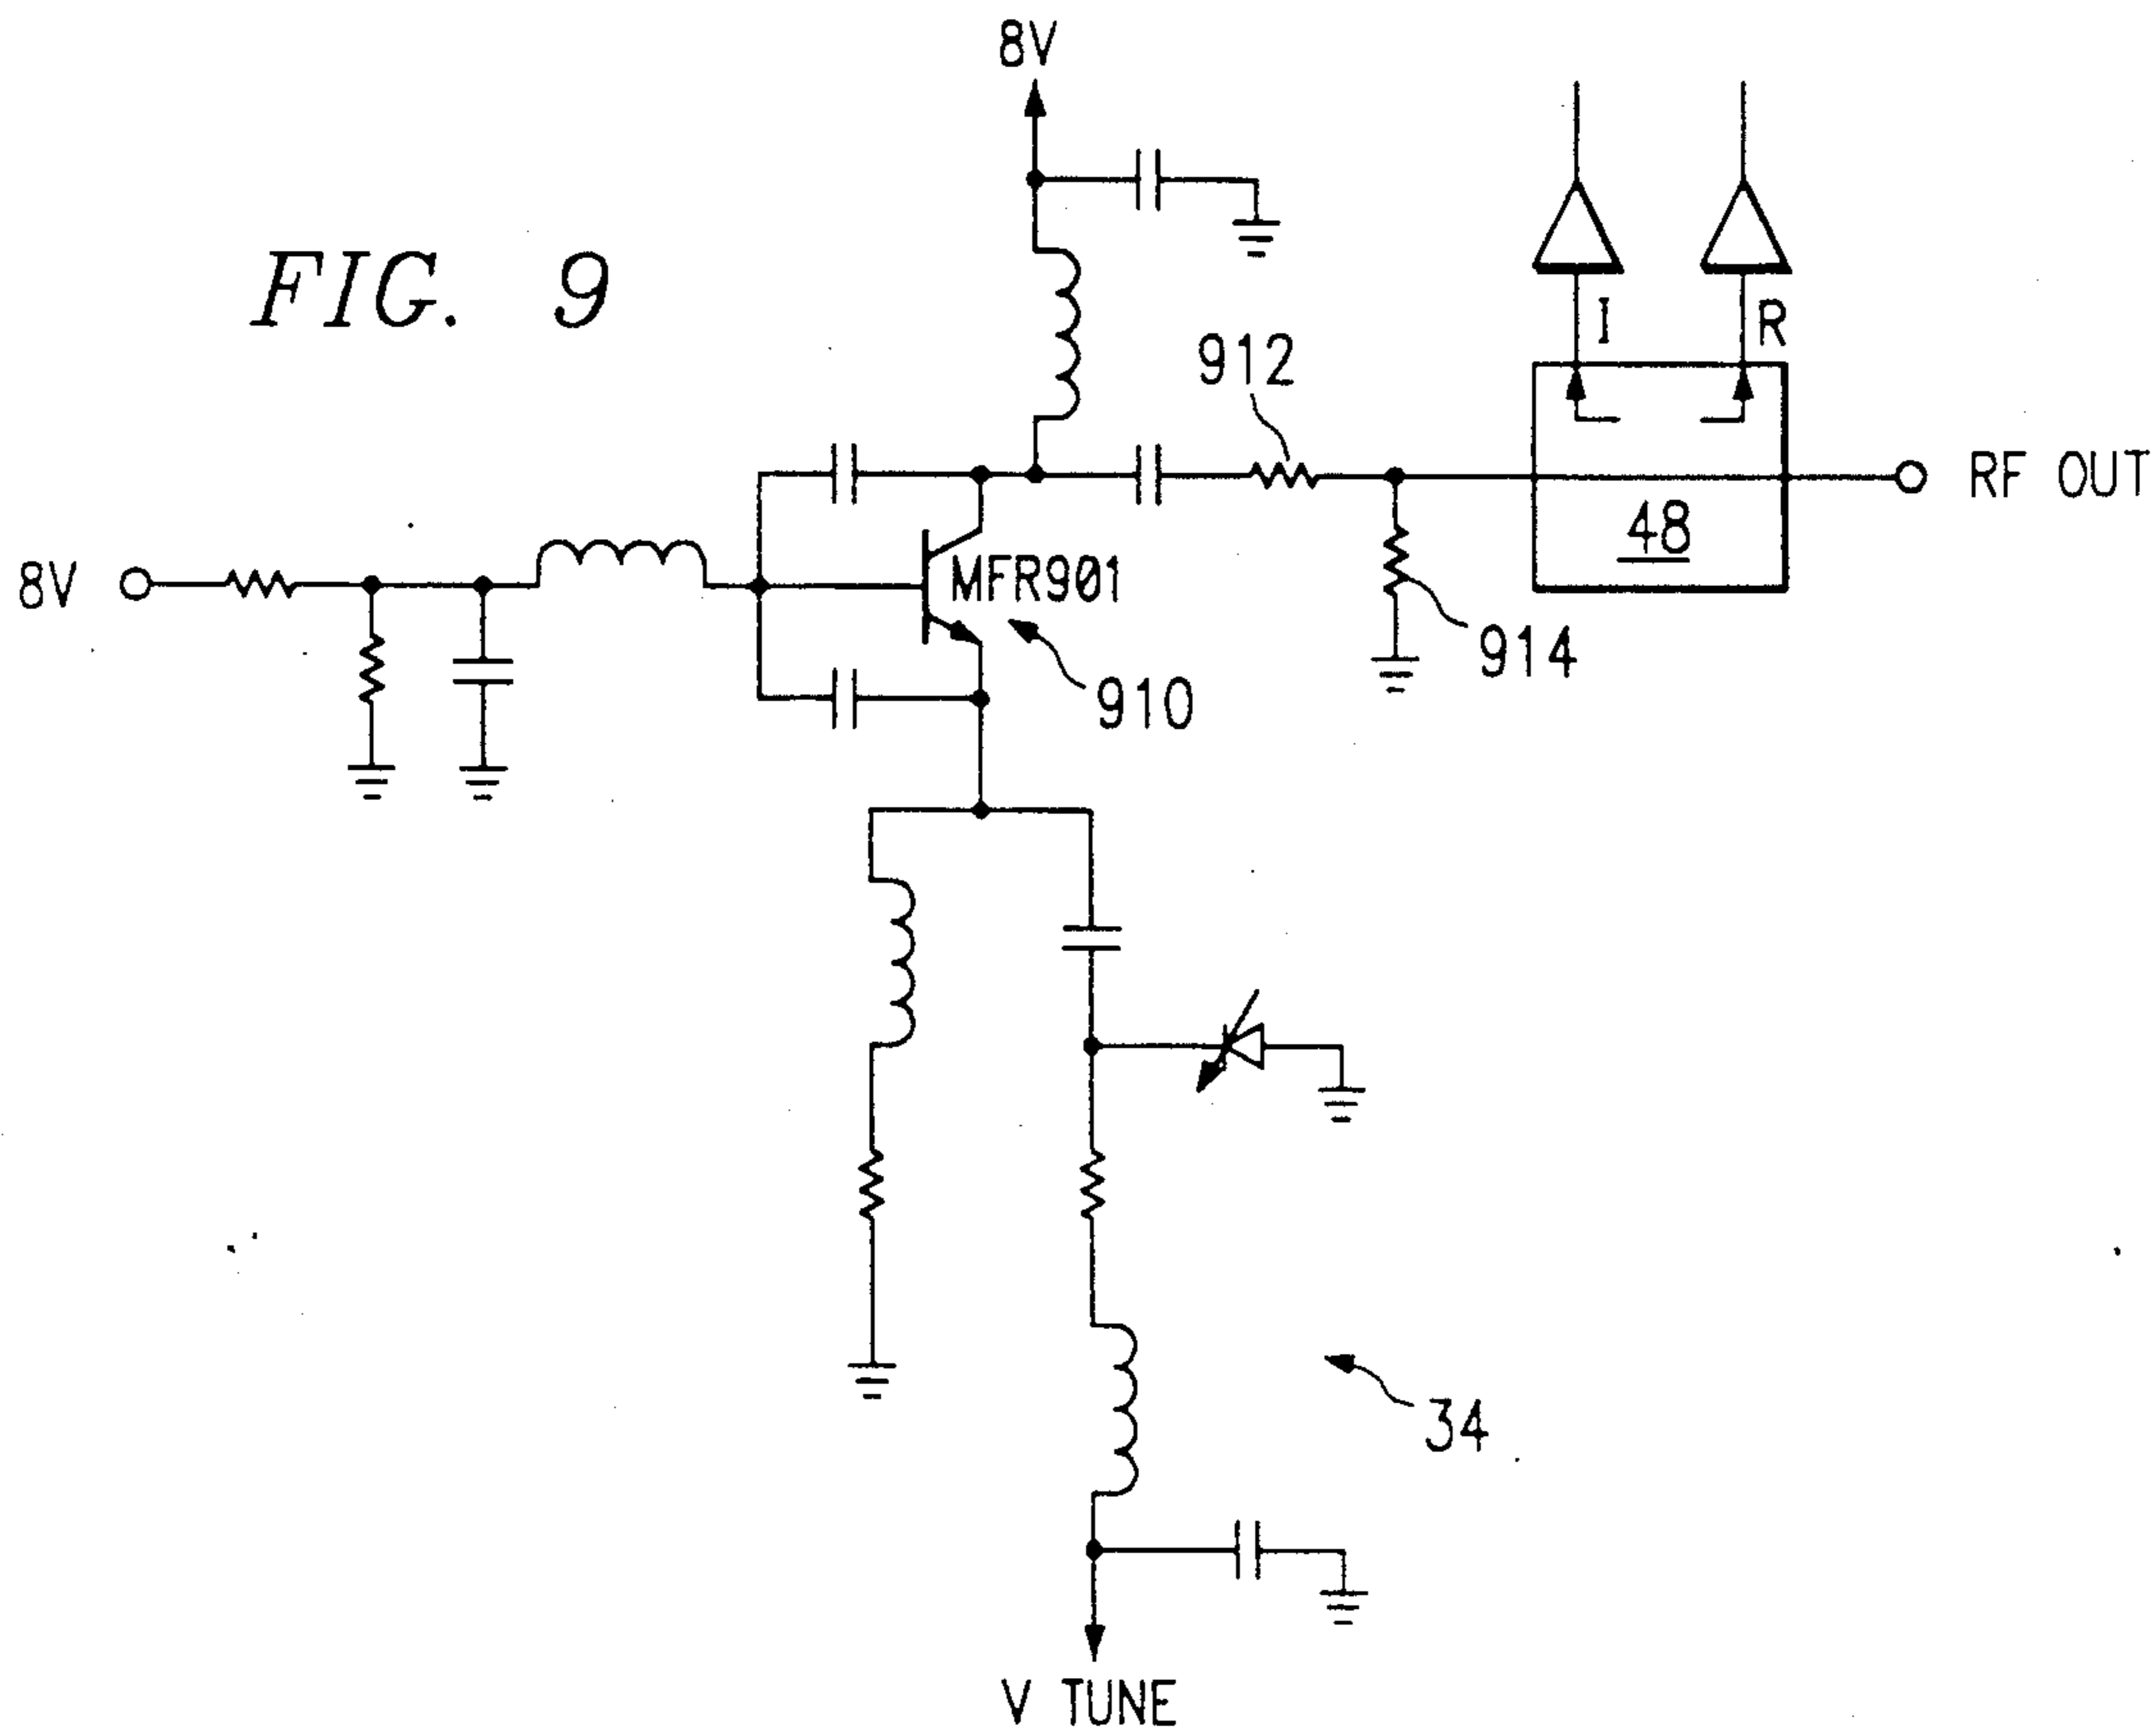 8V
FIG. 9
I
R
912
RF OUT
48
8V
MFR901
914
910
34
V TUNE